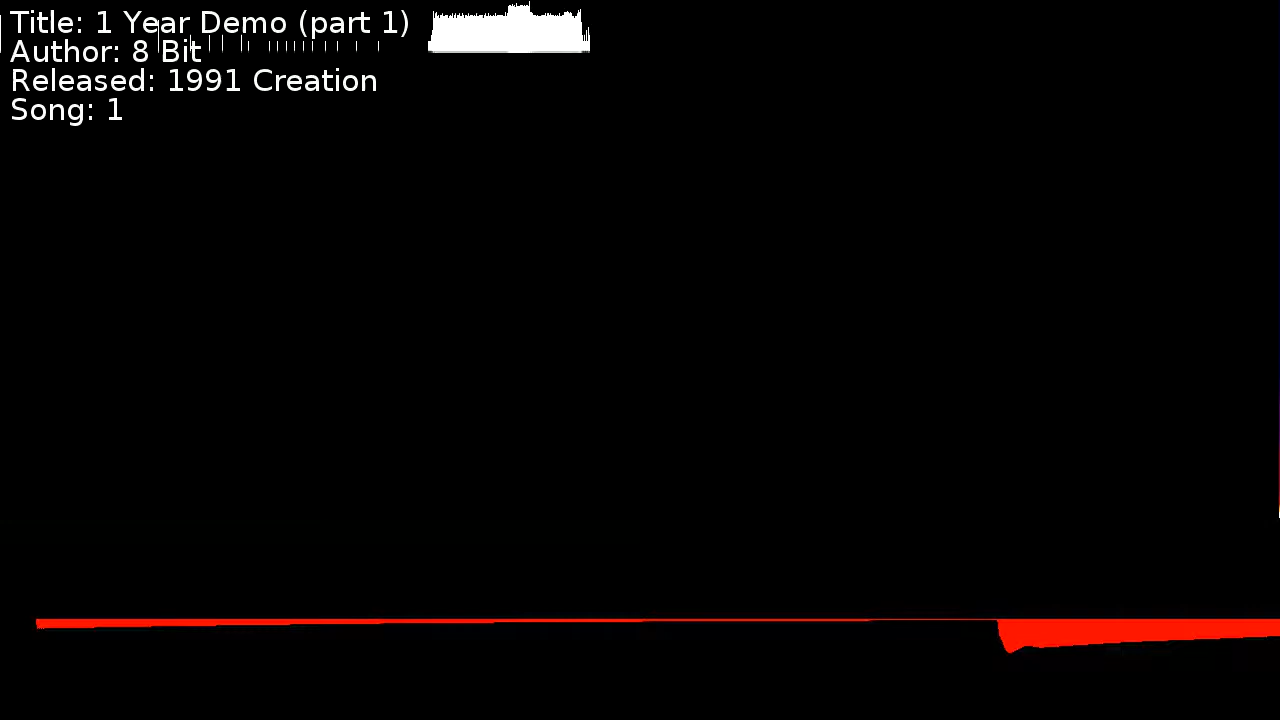 Title: 1 Year Demo (part 1)
Author: 8 Bit
Released: 1991 Creation
Song: 1